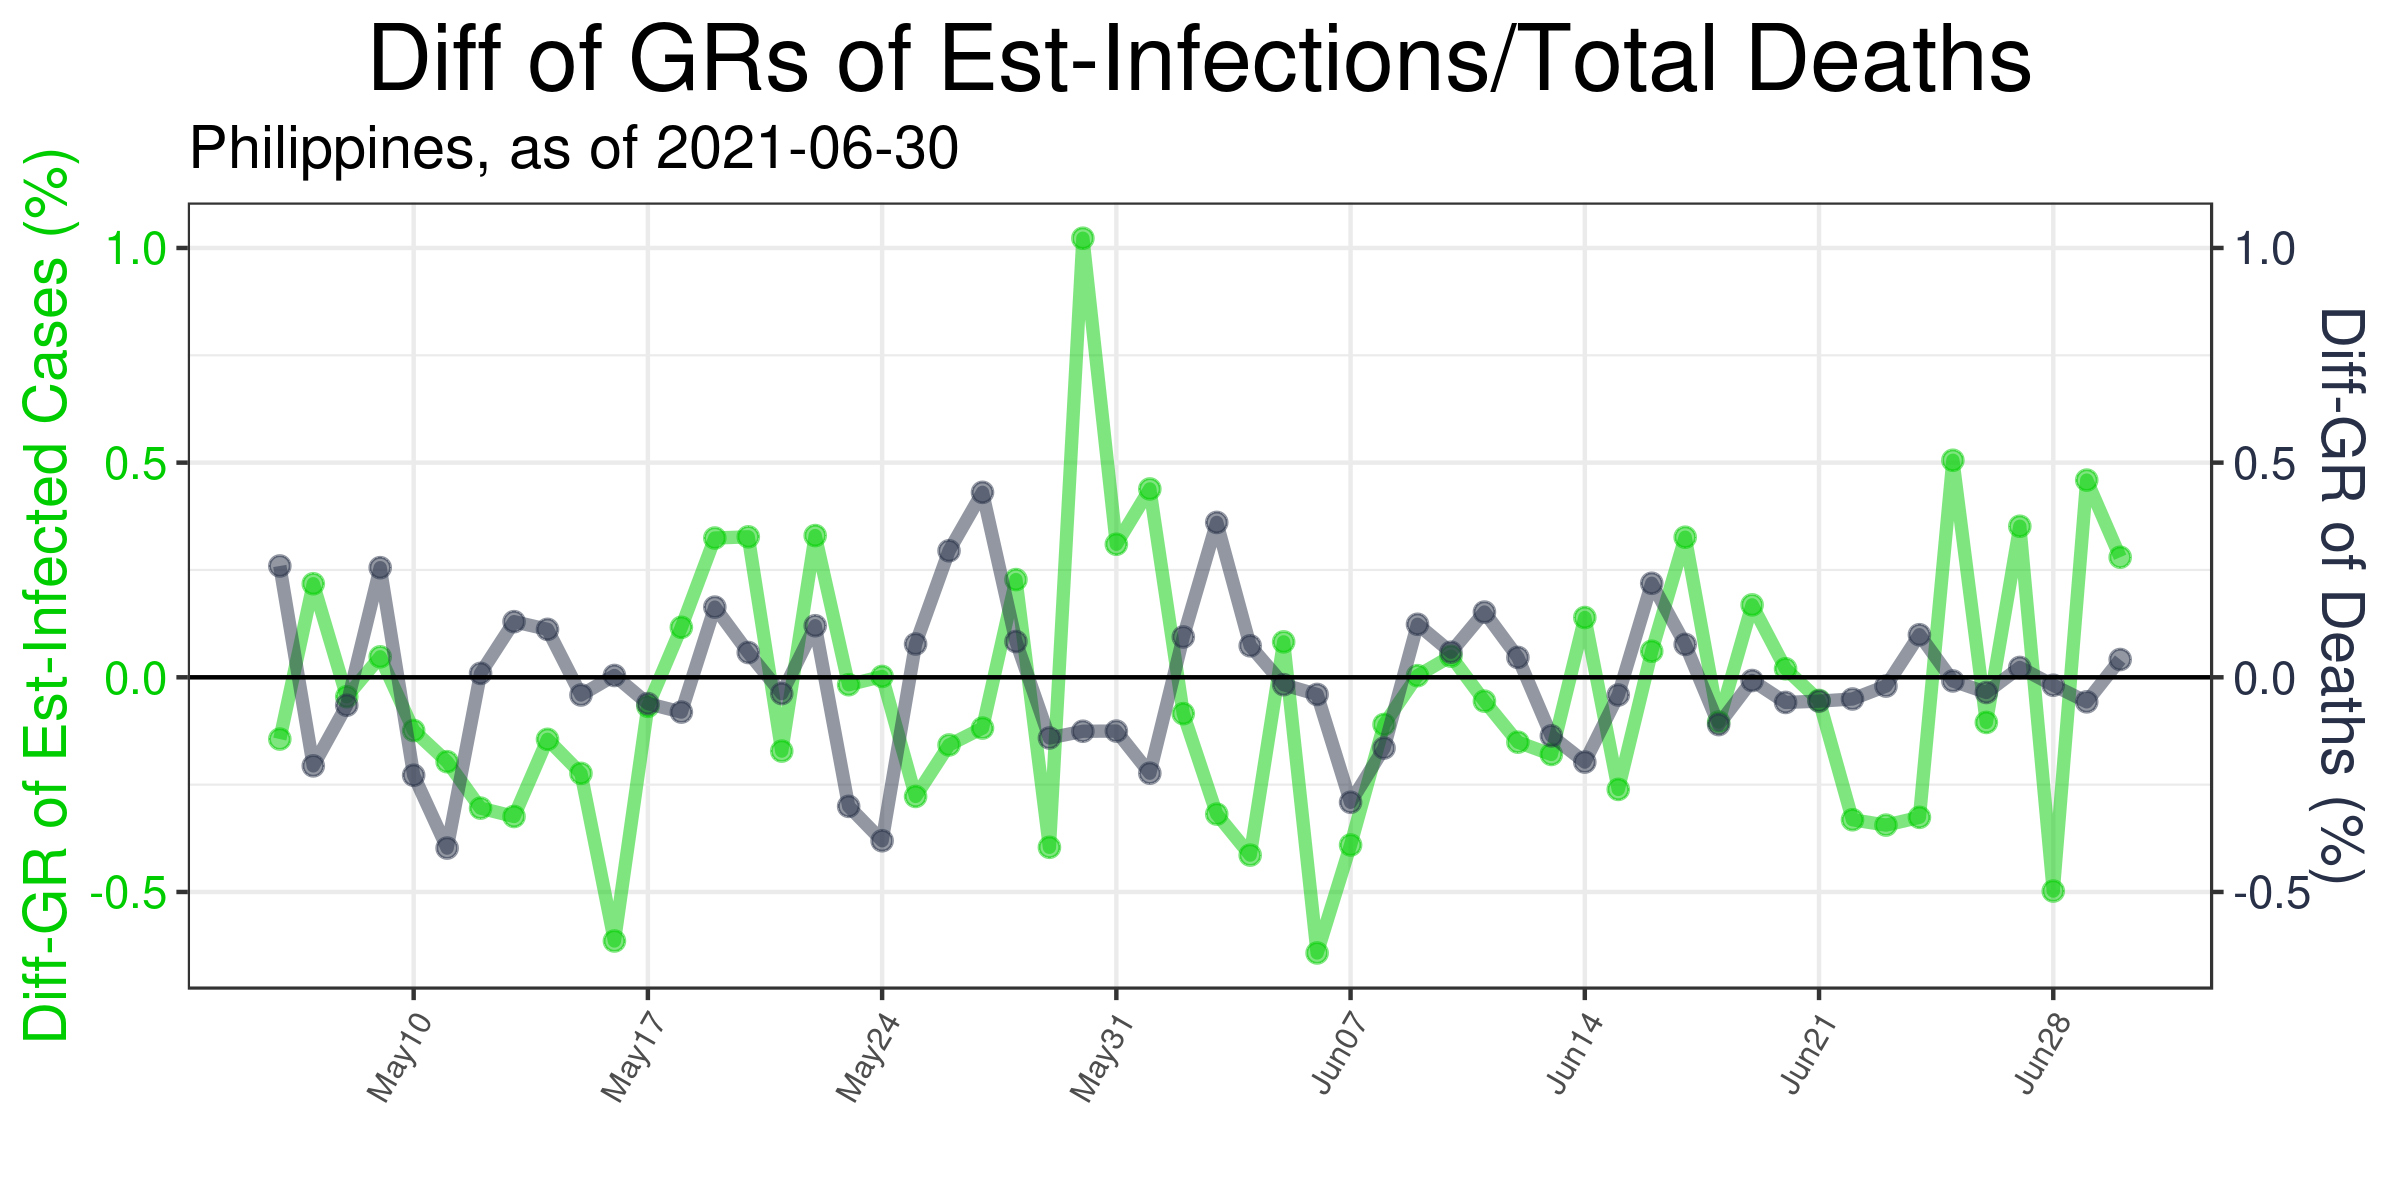 Diff of GRs of Est-Infections/Total Deaths
Philippines, as of 2021-06-30
Diff-GR of Est-Infected Cases (%)
1.0
0.5
0.0
-0.5
1.0
0.5
0.0
-0.5
Diff-GR of Deaths (%)
May10
May17
May24
May31
Jun07
Jun14
Jun21
Jun28